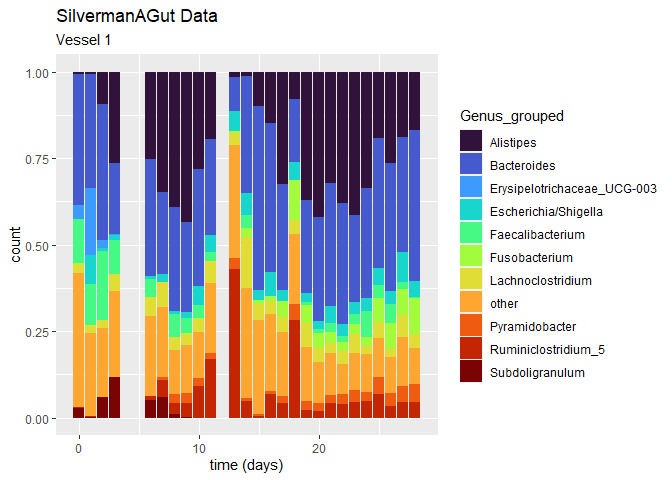 SilvermanAGut Data
Vessel 1
1.00
0.75
0.50
0.25
0.00
count
0
10
20
time (days)
Genus_grouped
Alistipes
Bacteroides
Erysipelotrichaceae_UCG-003
Escherichia/Shigella
Faecalibacterium
Fusobacterium
Lachnoclostridium
other
Pyramidobacter
Ruminiclostridium_5
Subdoligranulum